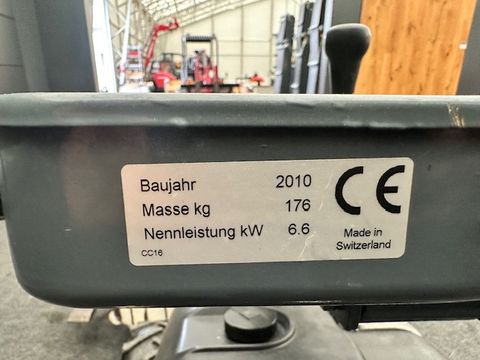 Baujahr 2010
Masse kg 176
Nennleistung kW 6.6
CC16
CE
Made in
Switzerland